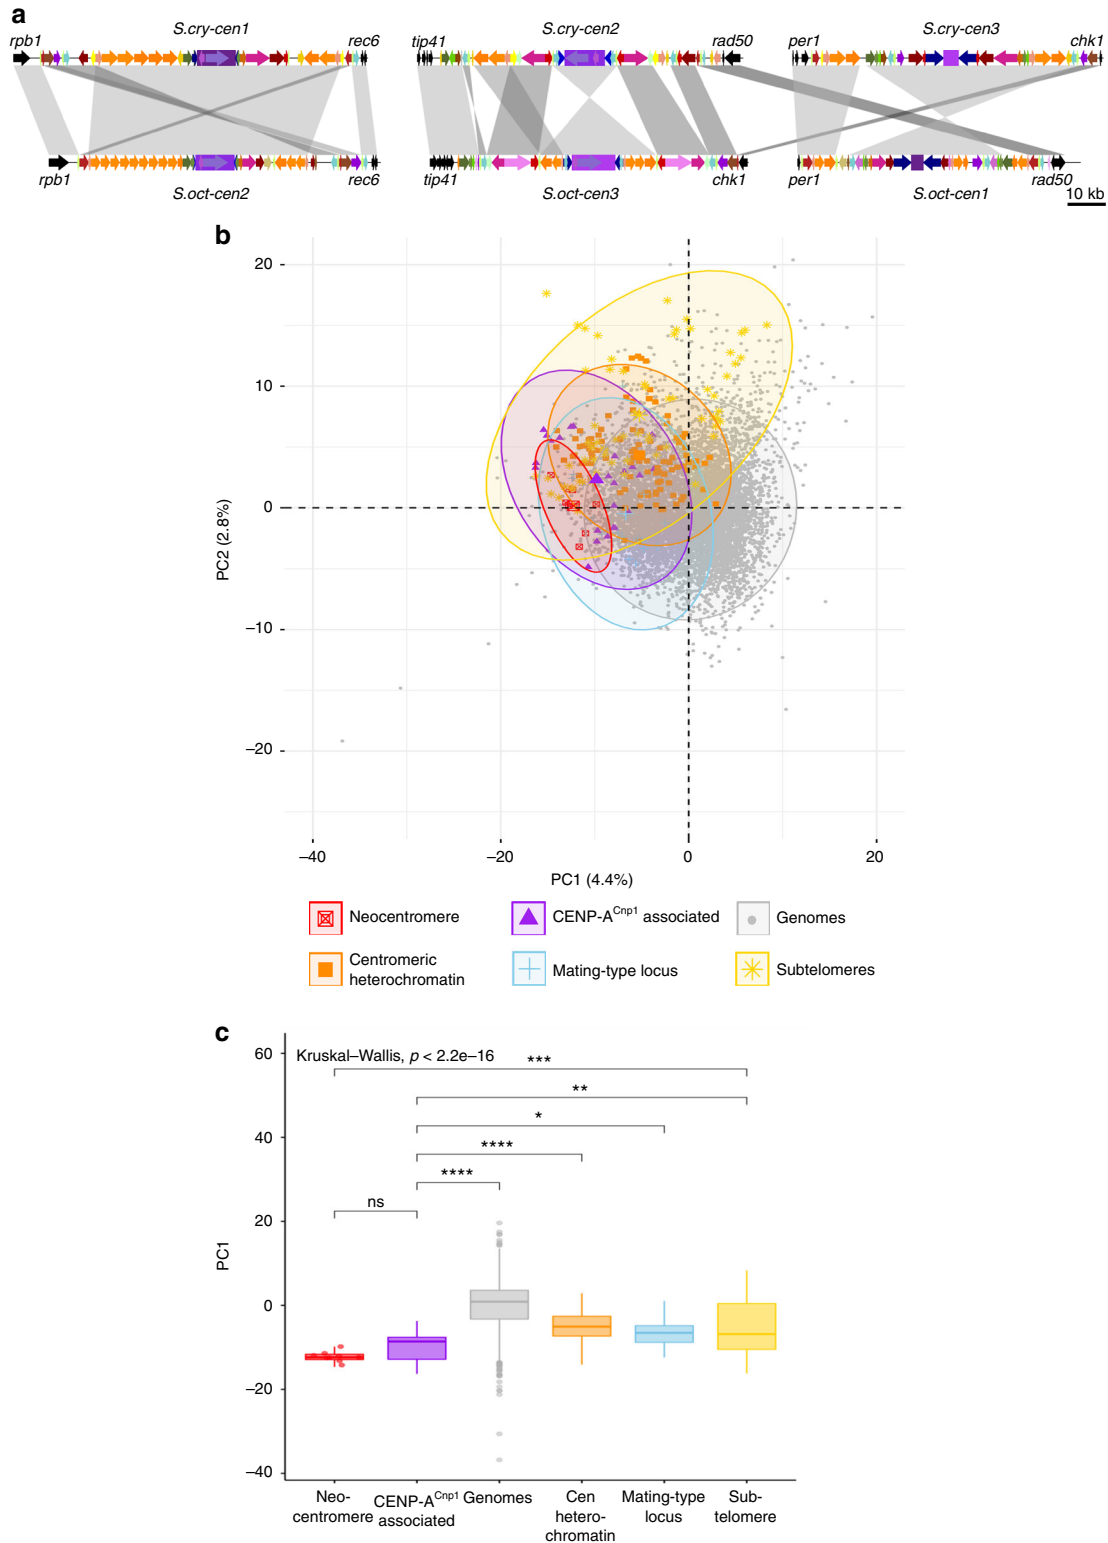 a
S.cry-cen1
S.cry-cen2
S.cry-cen3
rpb1
rec6
tip41
rad50
per1
chk1
rpb1
S.oct-cen2
rec6
tip41
S.oct-cen3
chk1
per1
S.oct-cen1
rad50
10 kb
b
20
10
0
–10
–20
PC2 (2.8%)
–40
–20
0
20
PC1 (4.4%)
Neocentromere
CENP-ACnp1 associated
Genomes
Centromeric
heterochromatin
Mating-type locus
Subtelomeres
c
60
40
20
0
–20
–40
PC1
Kruskal–Wallis, p < 2.2e–16
***
**
*
****
****
ns
Neo-
centromere
CENP-ACnp1
associated
Genomes
Cen
hetero-
chromatin
Mating-type
locus
Sub-
telomere